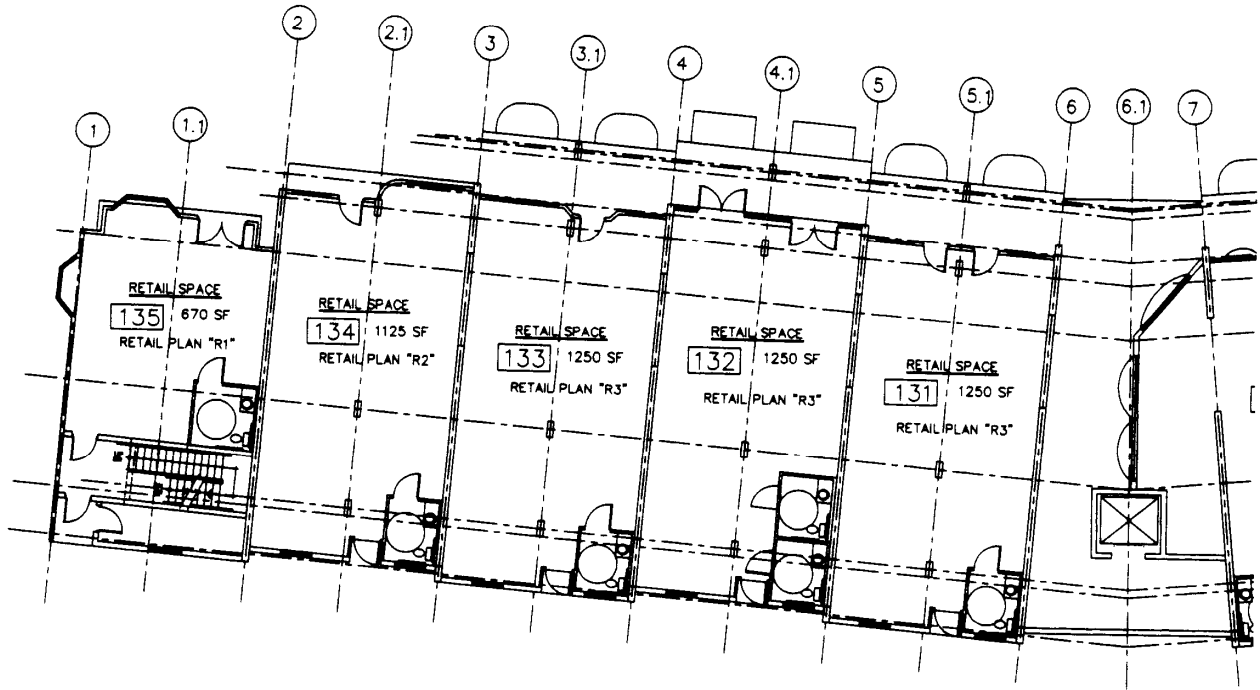 1
1.1
2
2.1
3
3.1
4
4.1
5
5.1
6
6.1
7
RETAIL SPACE
135 670 SF
RETAIL PLAN "R1"
RETAIL SPACE
134 1125 SF
RETAIL PLAN "R2"
RETAIL SPACE
133 1250 SF
RETAIL PLAN "R3"
RETAIL SPACE
132 1250 SF
RETAIL PLAN "R3"
RETAIL SPACE
131 1250 SF
RETAIL PLAN "R3"